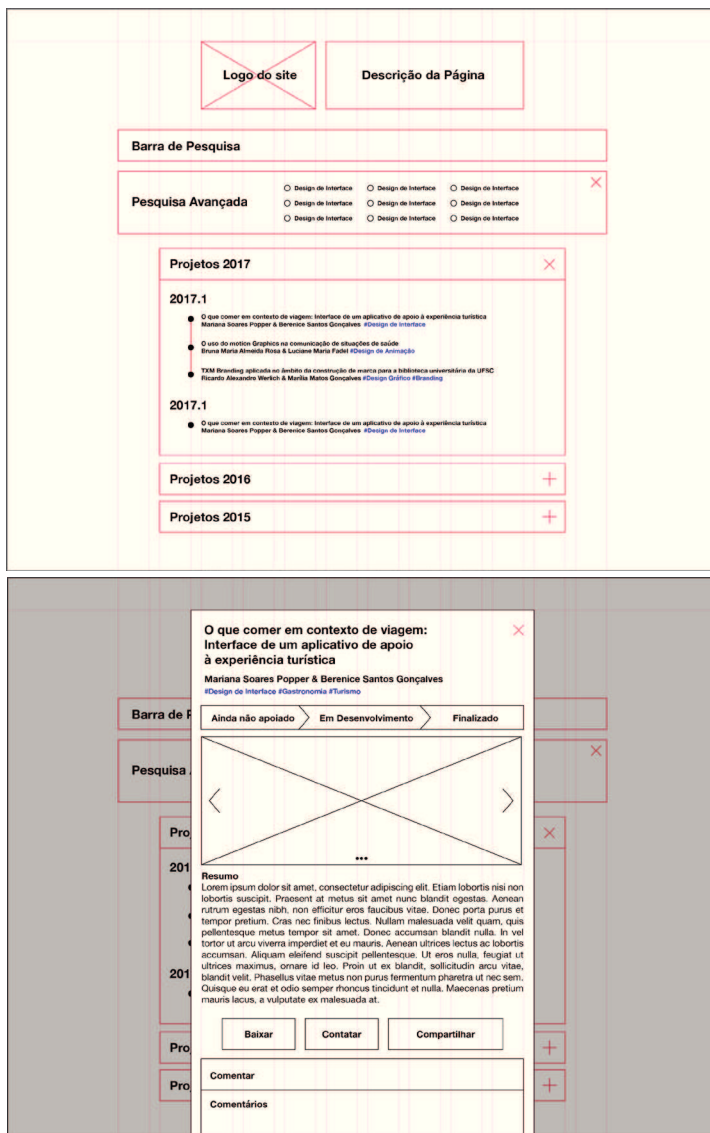 Logo do site
Descrição da Página
Barra de Pesquisa
Pesquisa Avançada
Design de Interface Design de Interface Design de Interface
Design de Interface Design de Interface Design de Interface
Design de Interface Design de Interface Design de Interface
Projetos 2017
2017.1
O que comer em contexto de viagem: Interface de um aplicativo de apoio à experiência turística
Mariana Soares Popper & Berenice Santos Gonçalves #Design de Interface
O uso do motion Graphics na comunicação de situações de saúde
Bruna Maria Almeida Rosa & Luciane Maria Fadel #Design de Animação
TXM Branding aplicada no âmbito da construção de marca para a biblioteca universitária da UFSC
Ricardo Alexandre Werlich & Marília Matos Gonçalves #Design Gráfico #Branding
2017.1
O que comer em contexto de viagem: Interface de um aplicativo de apoio à experiência turística
Mariana Soares Popper & Berenice Santos Gonçalves #Design de Interface
Projetos 2016
Projetos 2015
O que comer em contexto de viagem:
Interface de um aplicativo de apoio
à experiência turística
Mariana Soares Popper & Berenice Santos Gonçalves
#Design de Interface #Gastronomia #Turismo
Barra de P
Ainda não apoiado Em Desenvolvimento Finalizado
Pesquisa
Proj
201
201
Proj
Proj
Resumo
Lorem ipsum dolor sit amet, consectetur adipiscing elit. Etiam lobortis nisi non
lobortis suscipit. Praesent at metus sit amet nunc blandit egestas. Aenean
rutrum egestas nibh, non efficitur eros faucibus vitae. Donec porta purus et
tempor pretium. Cras nec finibus lectus. Nullam malesuada velit quam, quis
pellentesque metus tempor sit amet. Donec accumsan blandit nulla. In vel
tortor ut arcu viverra imperdiet et eu mauris. Aenean ultrices lectus ac lobortis
accumsan. Aliquam eleifend suscipit pellentesque. Ut eros nulla, feugiat ut
ultrices maximus, ornare id leo. Proin ut ex blandit, sollicitudin arcu vitae,
blandit velit. Phasellus vitae metus non purus fermentum pharetra ut nec sem.
Quisque eu erat et odio semper rhoncus tincidunt et nulla. Maecenas pretium
mauris lacus, a vulputate ex malesuada at.
Baixar Contatar Compartilhar
Comentar
Comentários